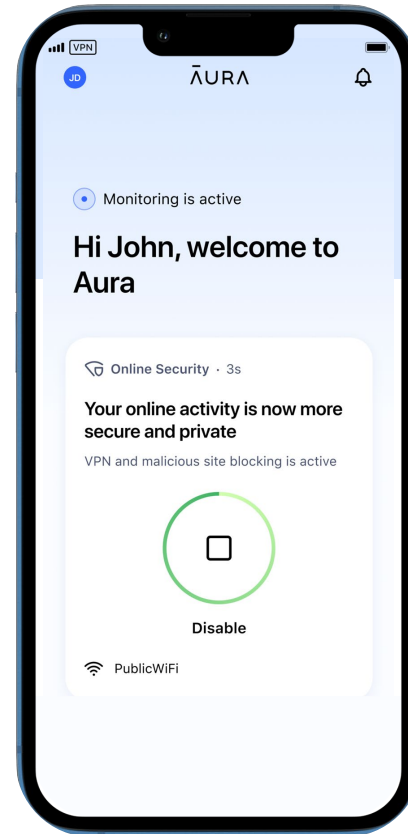 VPN
JD
ĀURA
Monitoring is active
Hi John, welcome to
Aura
Online Security · 3s
Your online activity is now more
secure and private
VPN and malicious site blocking is active
Disable
PublicWiFi